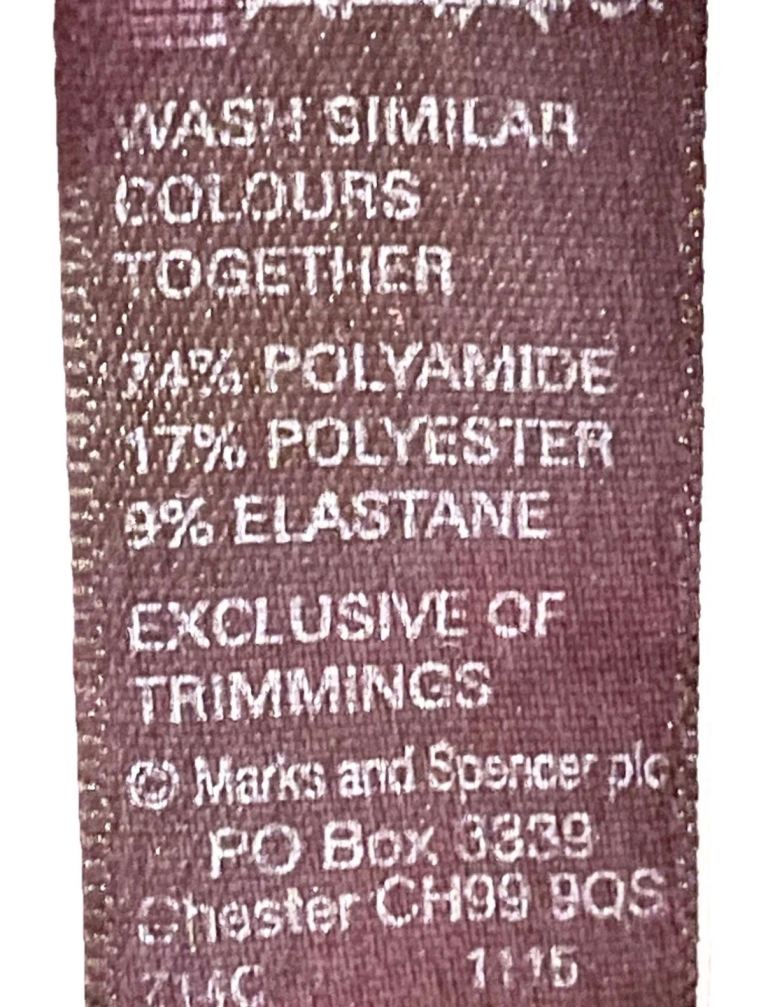 WASH SIMILAR
COLOURS
TOGETHER
74% POLYAMIDE
17% POLYESTER
9% ELASTANE
EXCLUSIVE OF
TRIMMINGS
© Marks and Spencer plc
PO Box 3339
Chester CH99 9QS
714C 1115